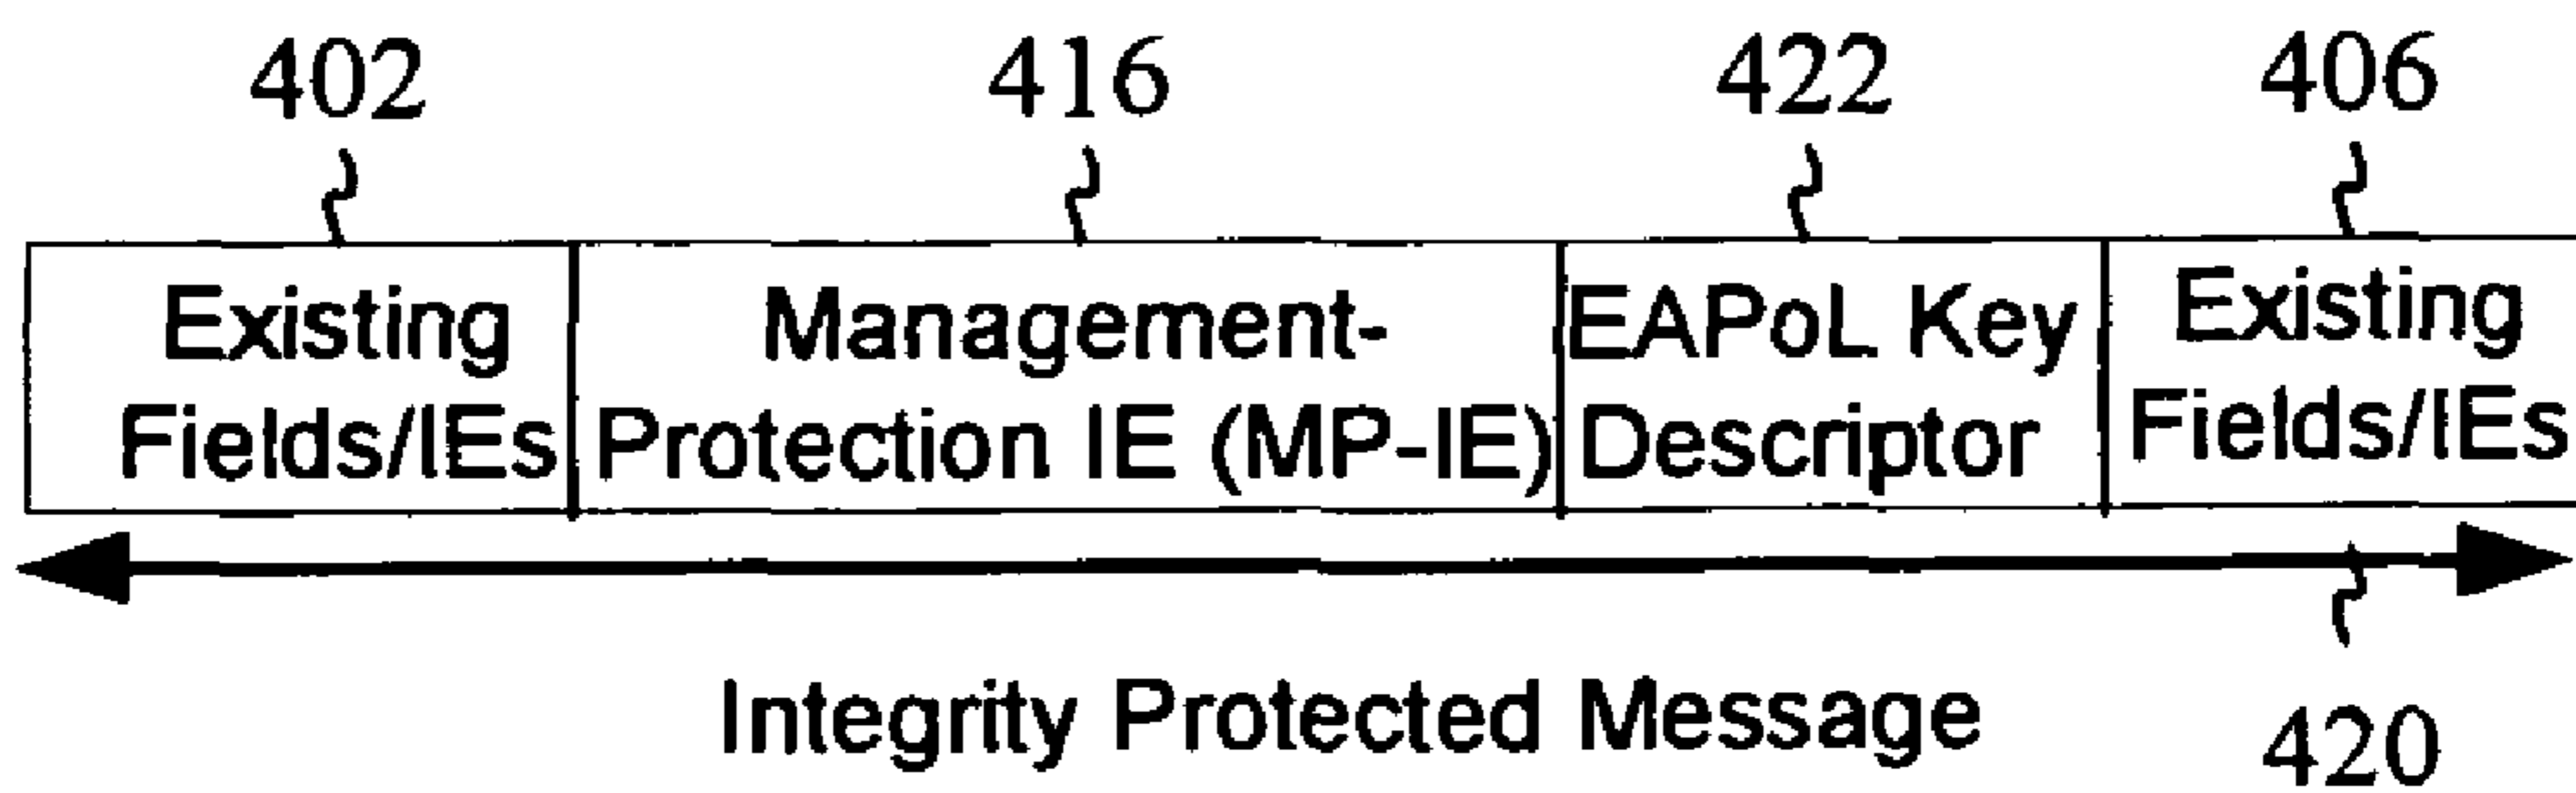 402 416 422 406
Existing Management- EAPoL Key Existing
Fields/IEs Protection IE (MP-IE) Descriptor Fields/IEs
Integrity Protected Message
420